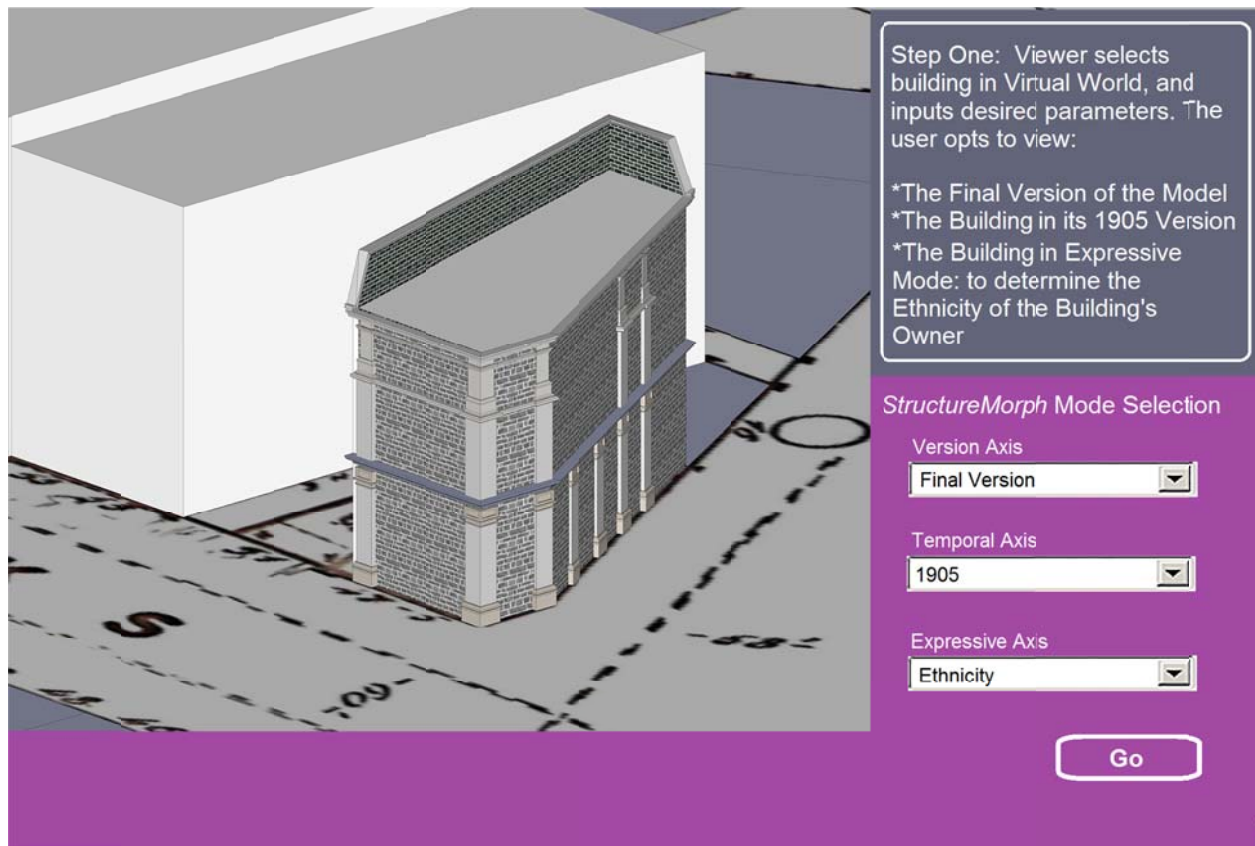 Step One: Viewer selects
building in Virtual World, and
inputs desired parameters. The
user opts to view:
*The Final Version of the Model
*The Building in its 1905 Version
*The Building in Expressive
Mode: to determine the
Ethnicity of the Building's
Owner
StructureMorph Mode Selection
Version Axis
Final Version
Temporal Axis
1905
Expressive Axis
Ethnicity
Go
S